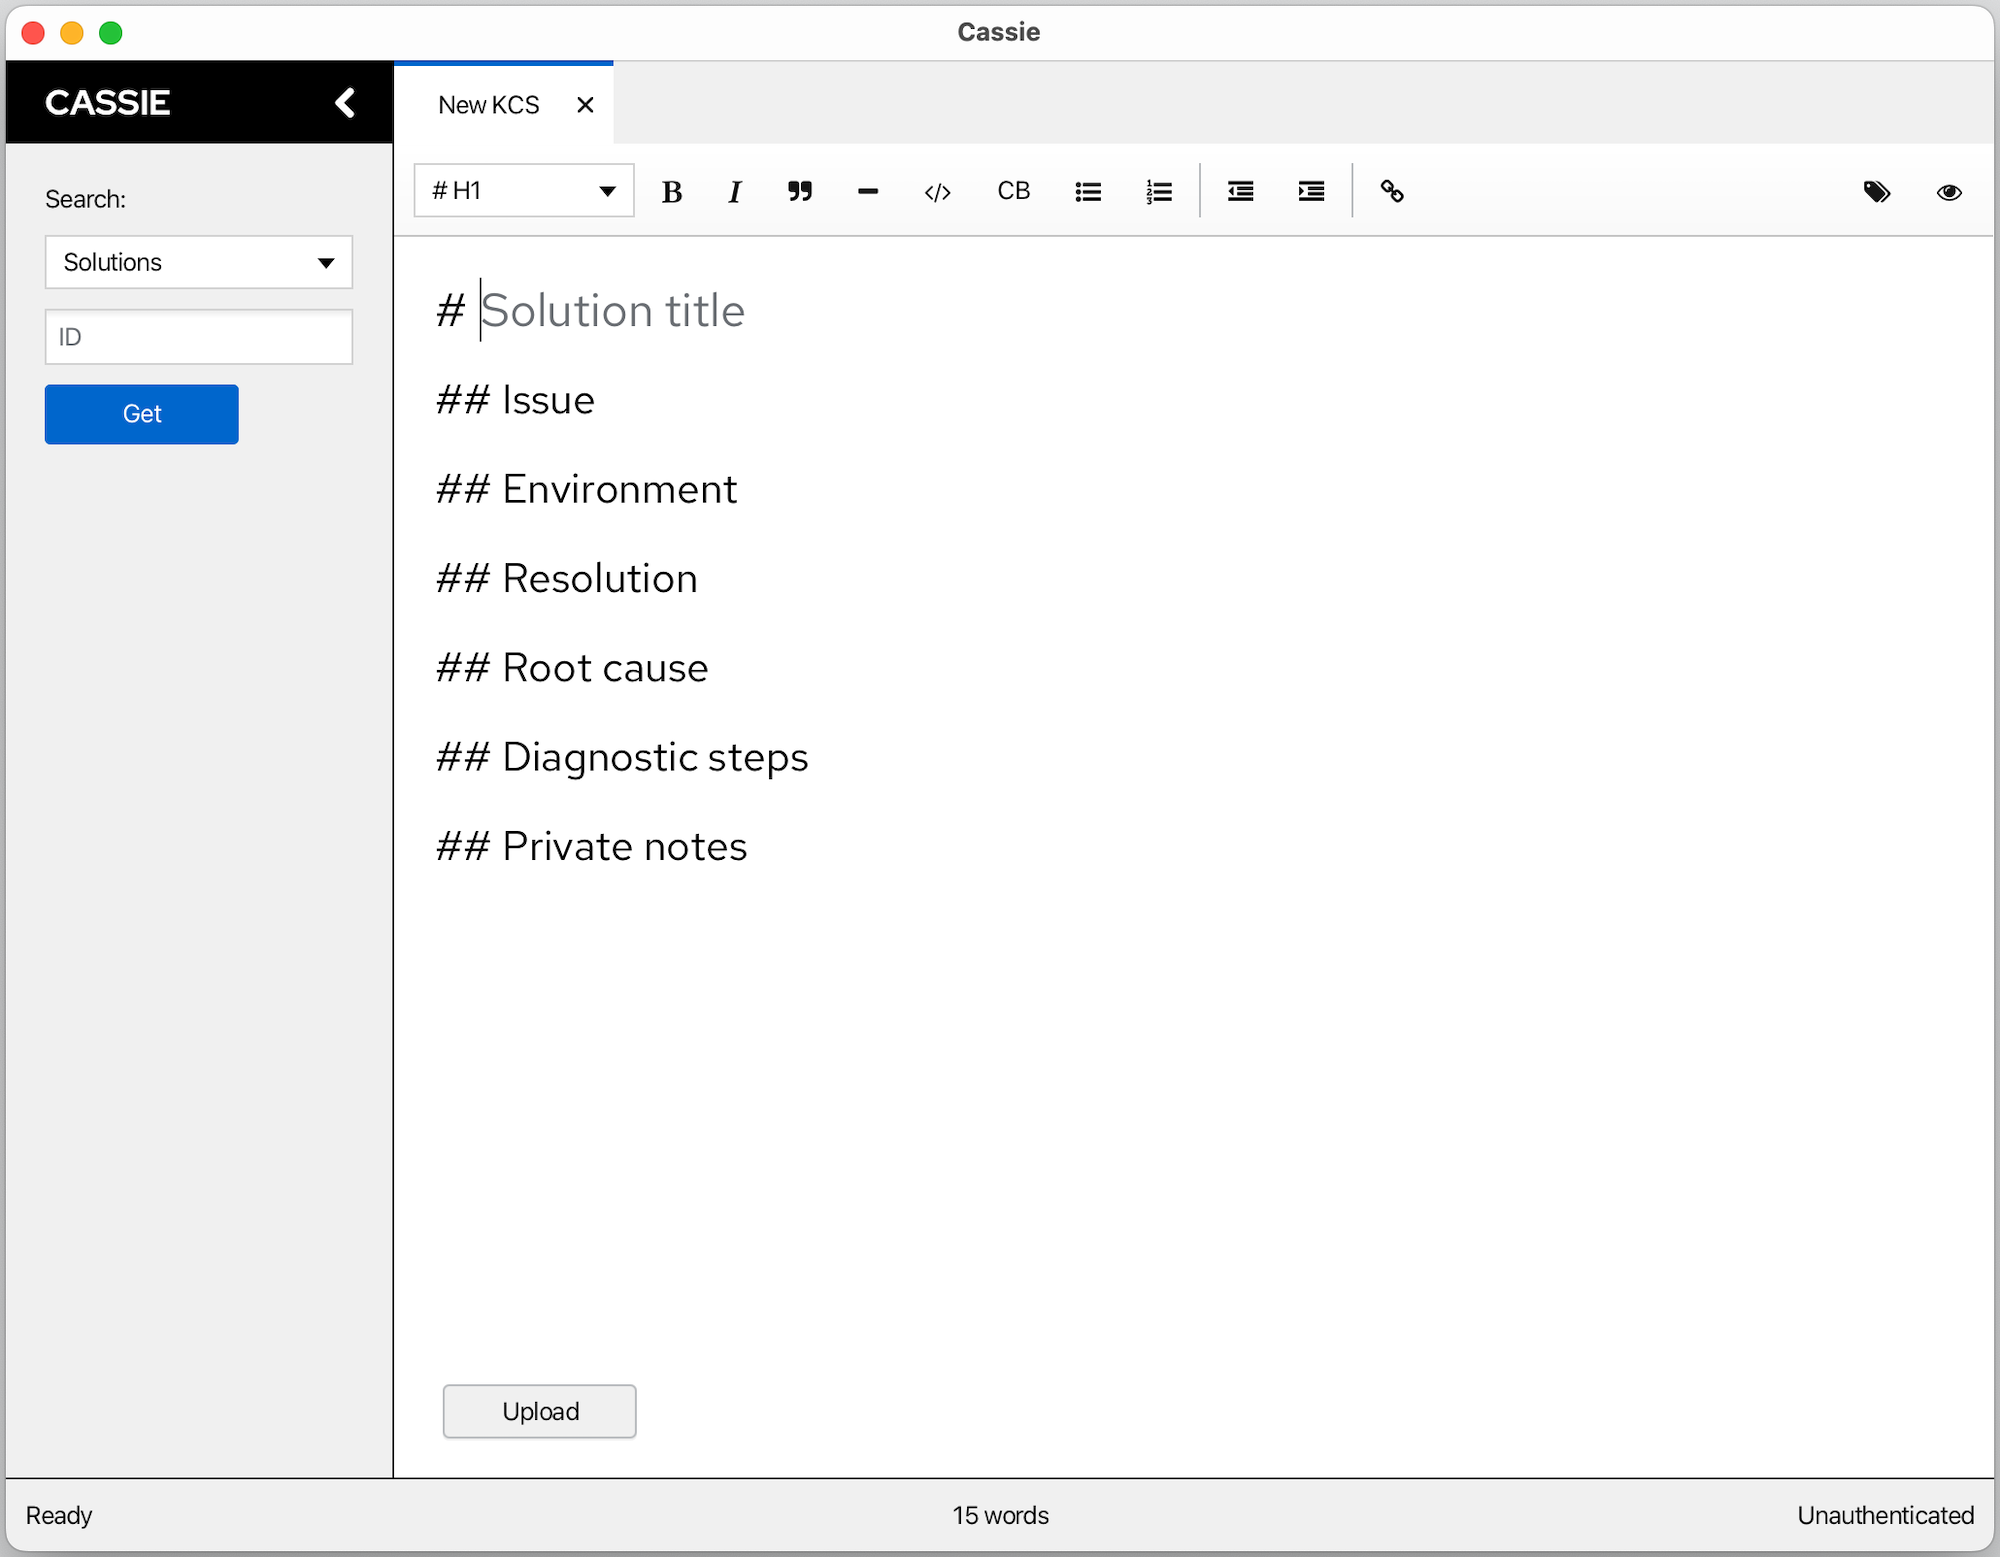 Cassie
CASSIE
New KCS
Search:
Solutions
ID
Get
# H1
B
I
</>
CB
# Solution title
## Issue
## Environment
## Resolution
## Root cause
## Diagnostic steps
## Private notes
Upload
Ready
15 words
Unauthenticated